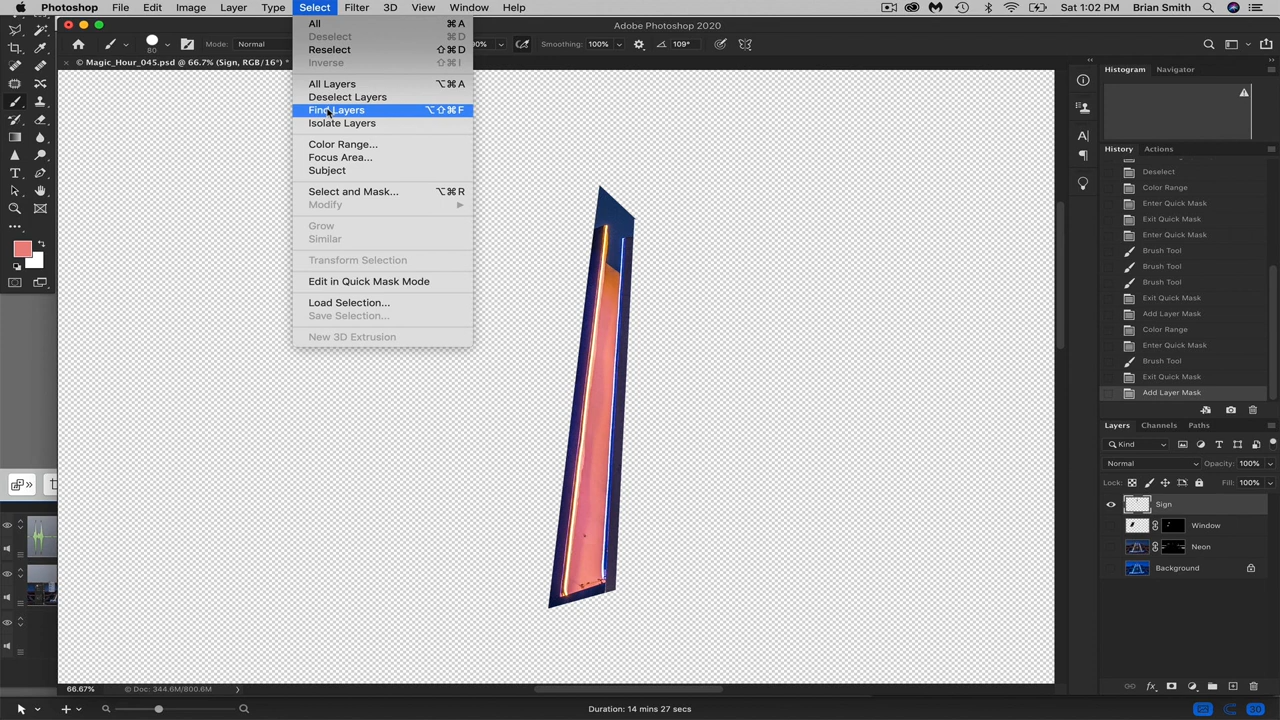 Photoshop File Edit Image Layer Type Select Filter 3D View Plug-ins Window Help Sat 1:02 PM Brian Smith
Adobe Photoshop 2020
80 Mode: Normal Smoothing: 100% 109°
© Magic_Hour_045.psd @ 66.7% (Sign, RGB/16*) *
All ⌘A
Deselect ⌘D
Reselect ⇧⌘D
Inverse ⇧⌘I
All Layers ⌥⌘A
Deselect Layers
Find Layers ⌥⇧⌘F
Isolate Layers
Color Range...
Focus Area...
Subject
Select and Mask... ⌥⌘R
Modify
Grow
Similar
Transform Selection
Edit in Quick Mask Mode
Load Selection...
Save Selection...
New 3D Extrusion
Histogram Navigator
History Actions
Deselect
Color Range
Enter Quick Mask
Exit Quick Mask
Enter Quick Mask
Brush Tool
Brush Tool
Brush Tool
Exit Quick Mask
Add Layer Mask
Color Range
Enter Quick Mask
Brush Tool
Exit Quick Mask
Add Layer Mask
Layers Channels Paths
Kind
Normal Opacity: 100%
Lock: Fill: 100%
Sign
Window
Neon
Background
66.67% © Doc: 344.6M/800.6M
Duration: 14 mins 27 secs
30